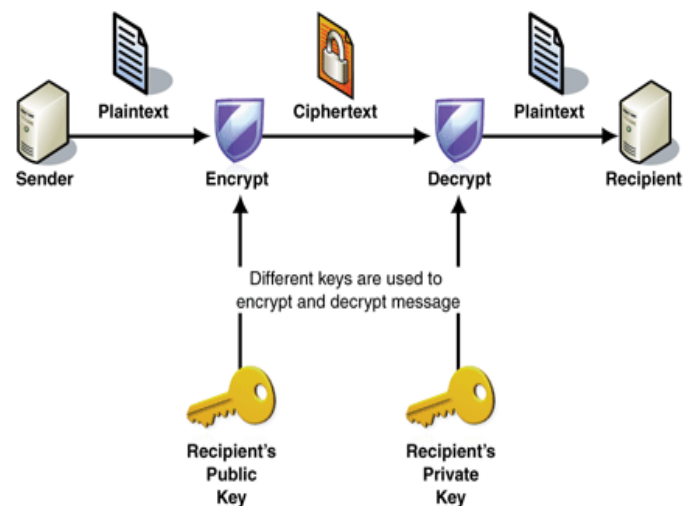 Plaintext
Ciphertext
Plaintext
Sender
Encrypt
Decrypt
Recipient
Different keys are used to
encrypt and decrypt message
Recipient's
Public
Key
Recipient's
Private
Key